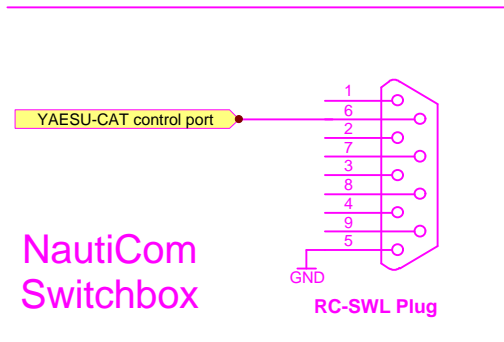 1
YAESU-CAT control port
6
2
7
3
8
4
9
5
NautiCom
Switchbox
GND
RC-SWL Plug